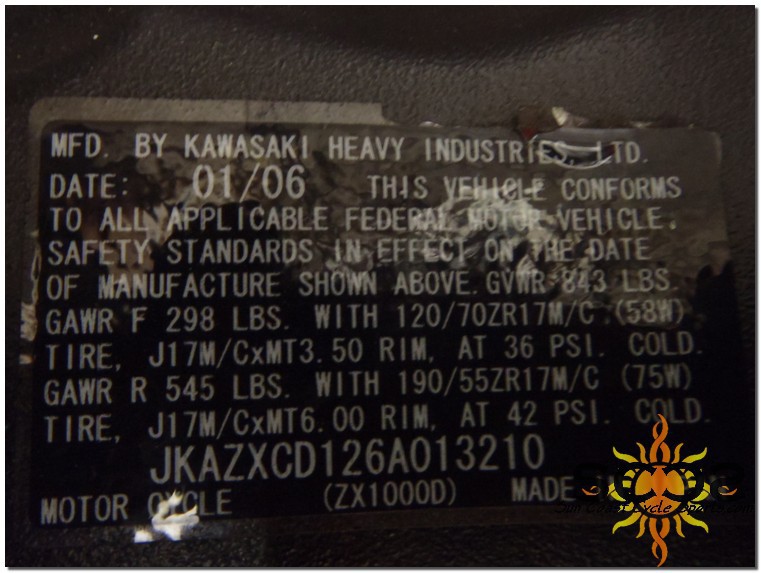 MFD. BY KAWASAKI HEAVY INDUSTRIES, LTD.
DATE: 01/06 THIS VEHICLE CONFORMS
TO ALL APPLICABLE FEDERAL MOTOR VEHICLE.
SAFETY STANDARDS IN EFFECT ON THE DATE
OF MANUFACTURE SHOWN ABOVE. GVWR 843 LBS.
GAWR F 298 LBS. WITH 120/70ZR17M/C (58W)
TIRE, J17M/CxMT3.50 RIM, AT 36 PSI. COLD.
GAWR R 545 LBS. WITH 190/55ZR17M/C (75W)
TIRE, J17M/CxMT6.00 RIM, AT 42 PSI. COLD.
JKAZXCD126A013210
MOTOR CYCLE (ZX1000D) MADE